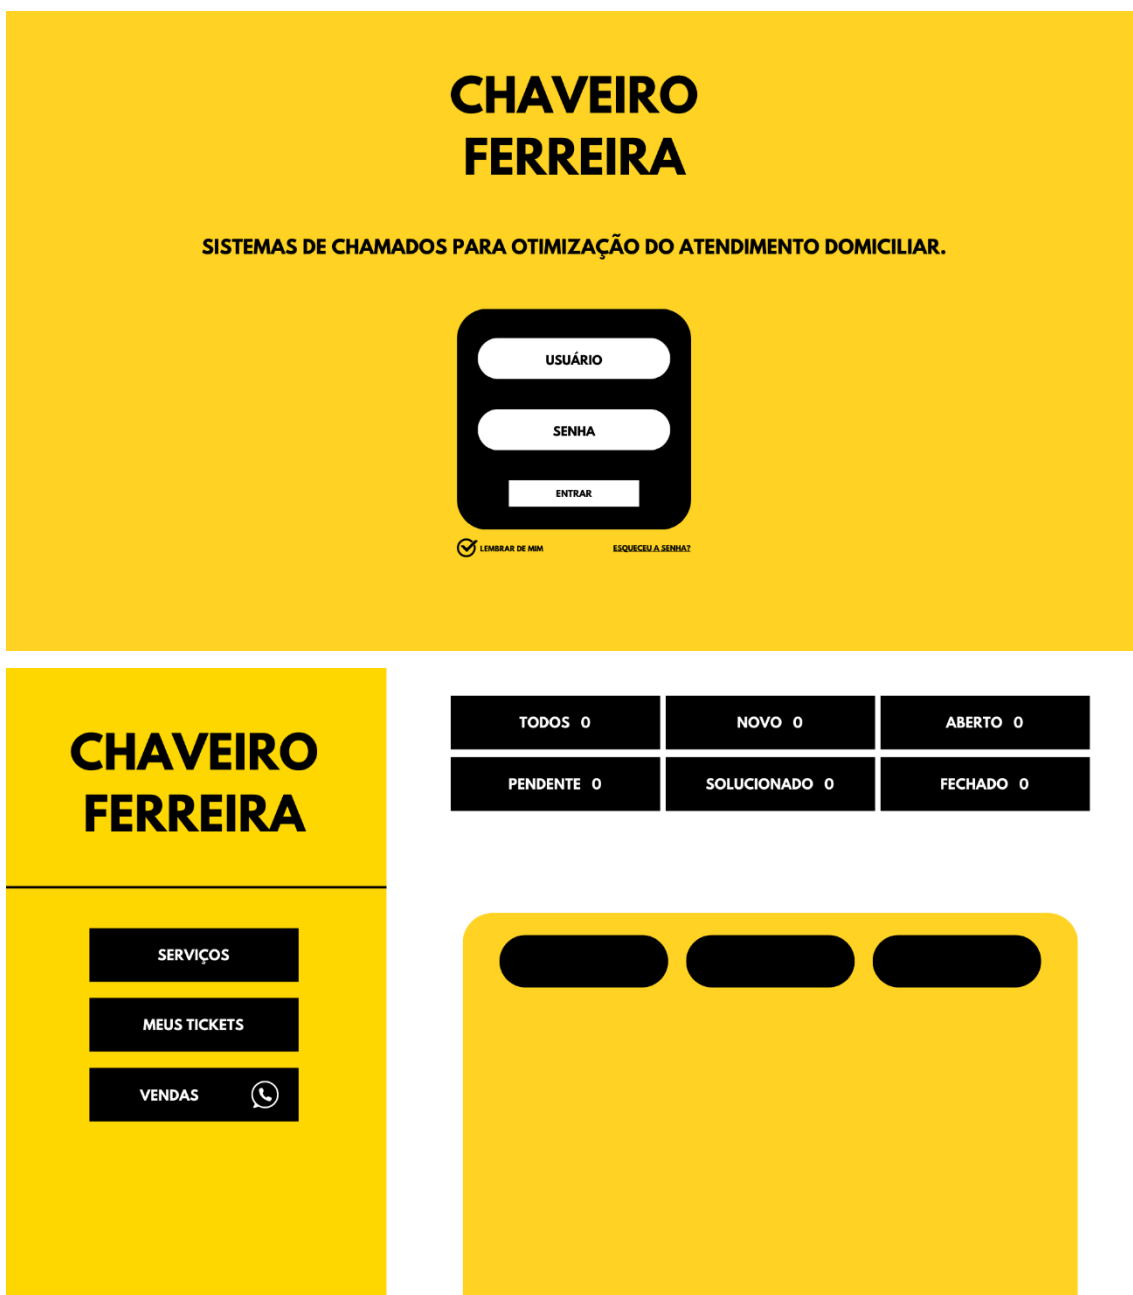 CHAVEIRO
FERREIRA
SISTEMAS DE CHAMADOS PARA OTIMIZAÇÃO DO ATENDIMENTO DOMICILIAR.
USUÁRIO
SENHA
ENTRAR
LEMBRAR DE MIM
ESQUECEU A SENHA?
CHAVEIRO
FERREIRA
SERVIÇOS
MEUS TICKETS
VENDAS
TODOS 0
NOVO 0
ABERTO 0
PENDENTE 0
SOLUCIONADO 0
FECHADO 0